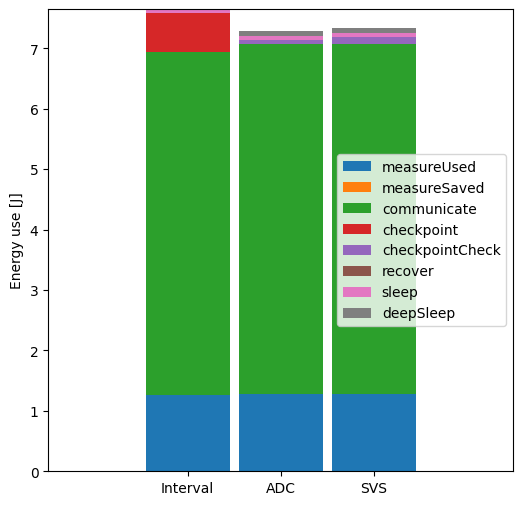 7
6
5
4
3
2
1
0
Energy use [J]
measureUsed
measureSaved
communicate
checkpoint
checkpointCheck
recover
sleep
deepSleep
Interval ADC SVS